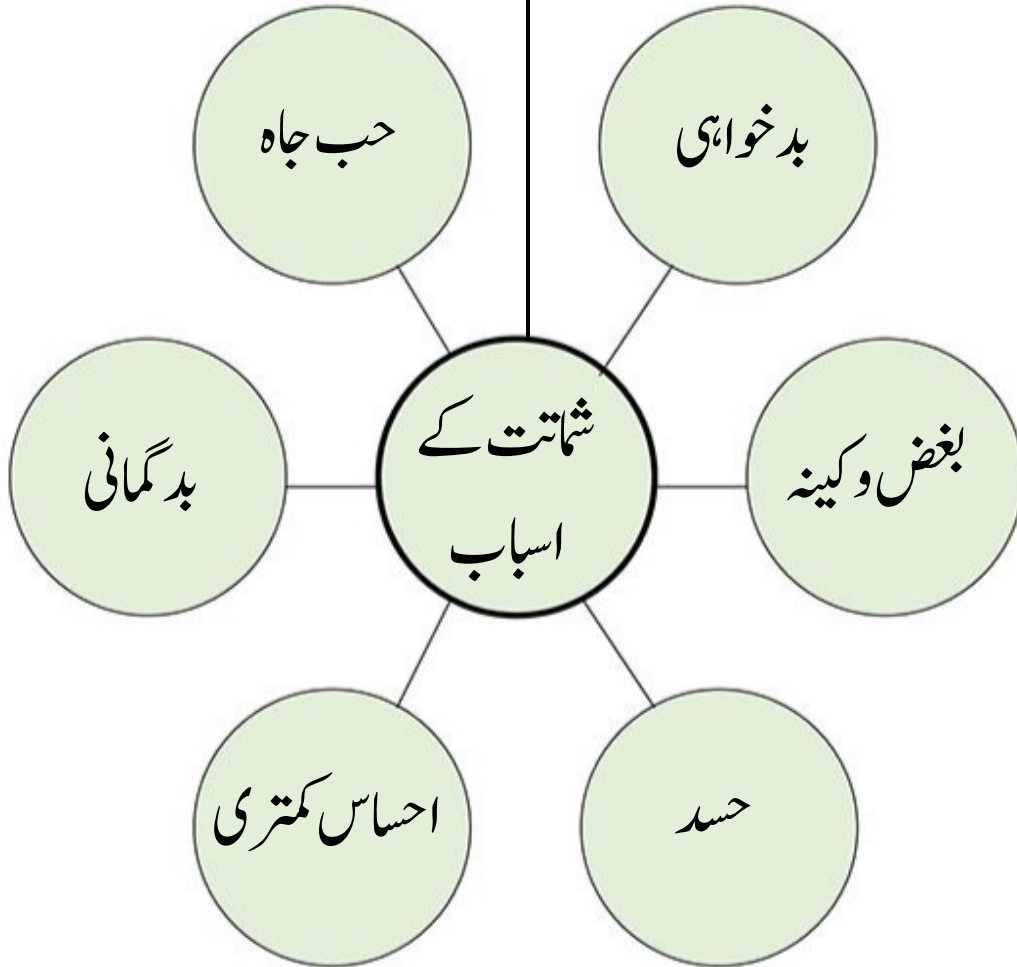 بدخواہی
حب جاہ
شماتت کے
اسباب
بغض و کینہ
بدگمانی
حسد
احساس کمتری